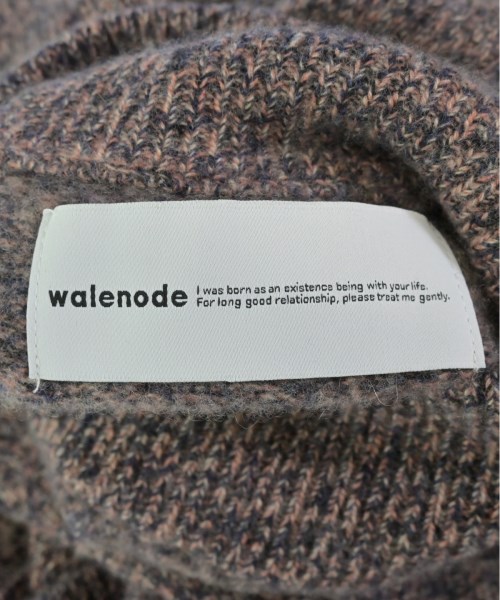 walenode
I was born as an existence being with your life.
For long good relationship, please treat me gently.